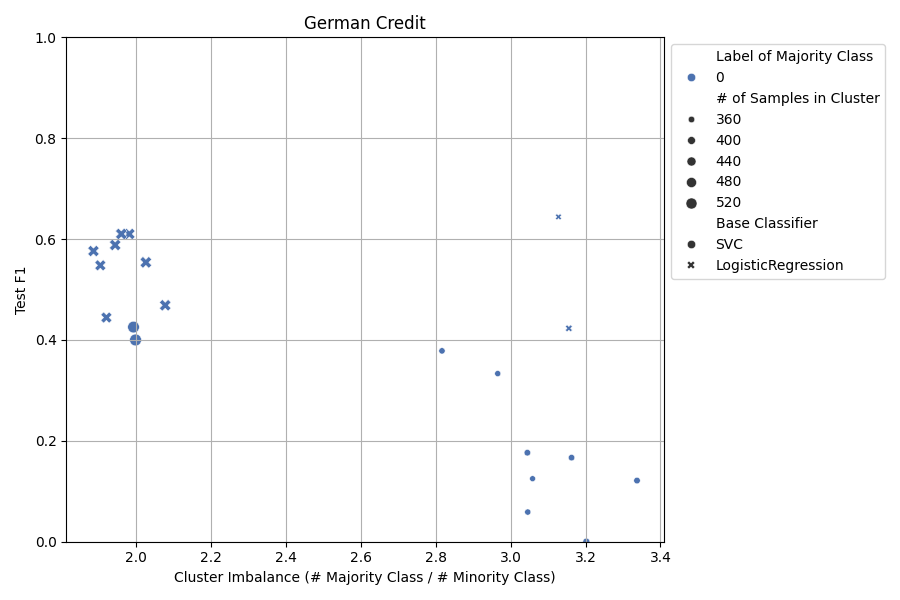 German Credit
1.0
0.8
0.6
0.4
0.2
0.0
Test F1
2.0 2.2 2.4 2.6 2.8 3.0 3.2 3.4
Cluster Imbalance (# Majority Class / # Minority Class)
Label of Majority Class
0
# of Samples in Cluster
360
400
440
480
520
Base Classifier
SVC
LogisticRegression